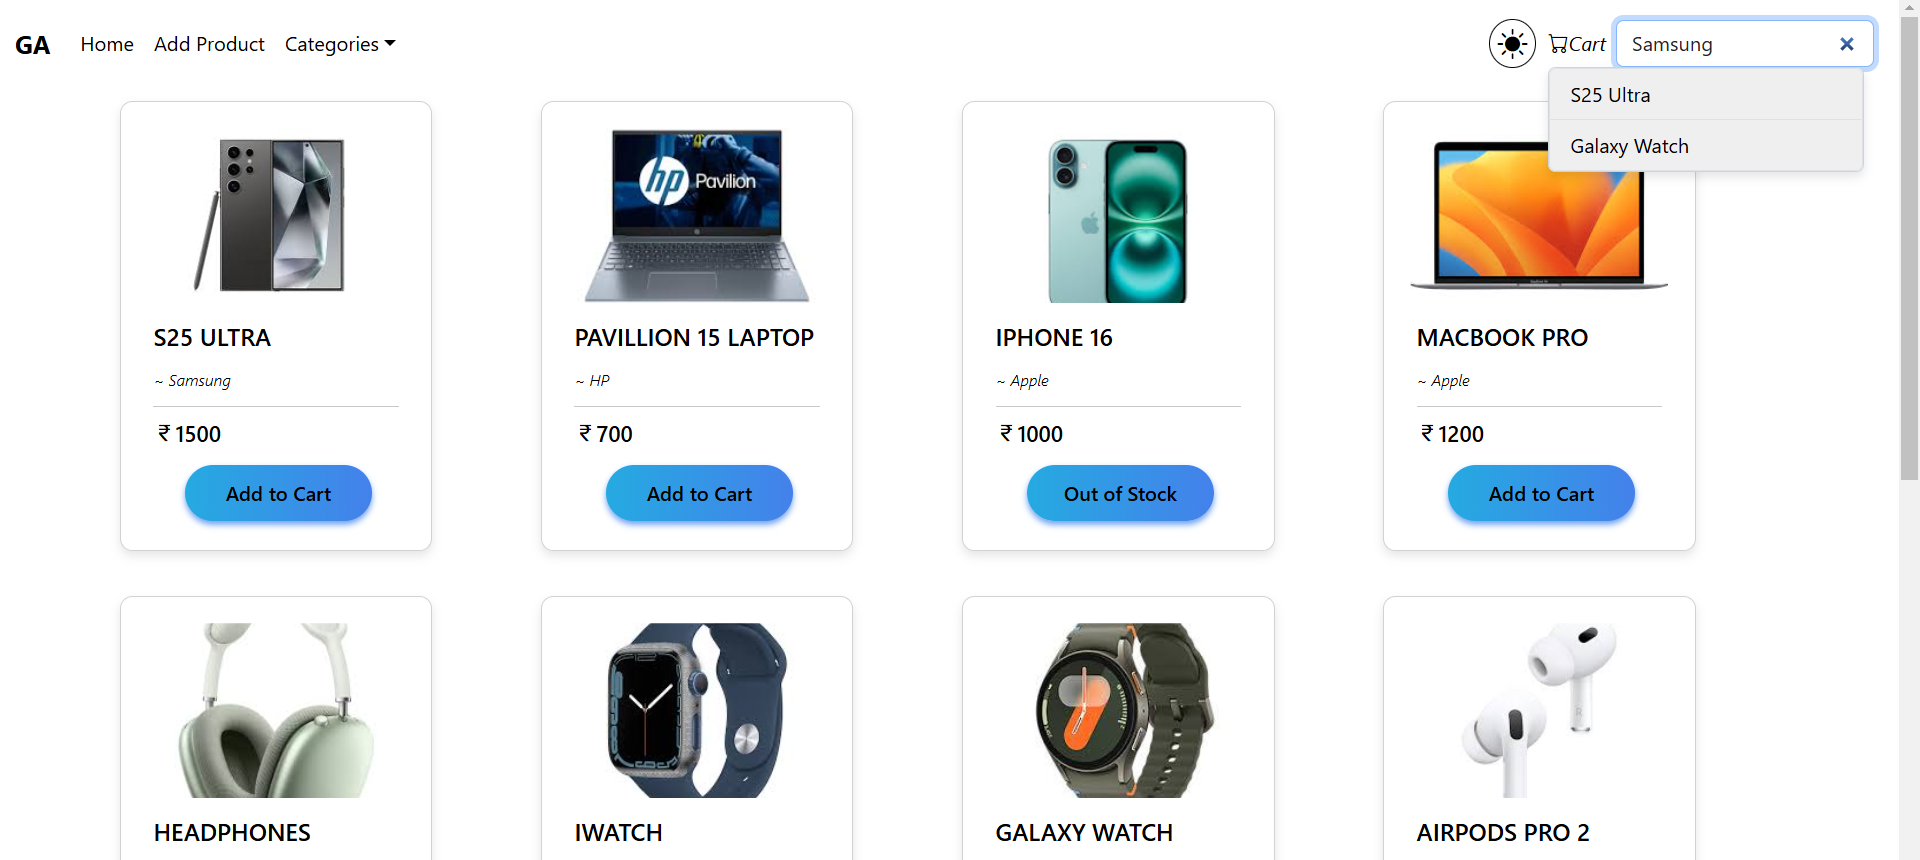 GA Home Add Product Categories Cart Samsung
S25 Ultra
Galaxy Watch
hp Pavilion
S25 ULTRA PAVILLION 15 LAPTOP IPHONE 16 MACBOOK PRO
~ Samsung ~ HP ~ Apple ~ Apple
₹ 1500 ₹ 700 ₹ 1000 ₹ 1200
Add to Cart Add to Cart Out of Stock Add to Cart
HEADPHONES IWATCH GALAXY WATCH AIRPODS PRO 2